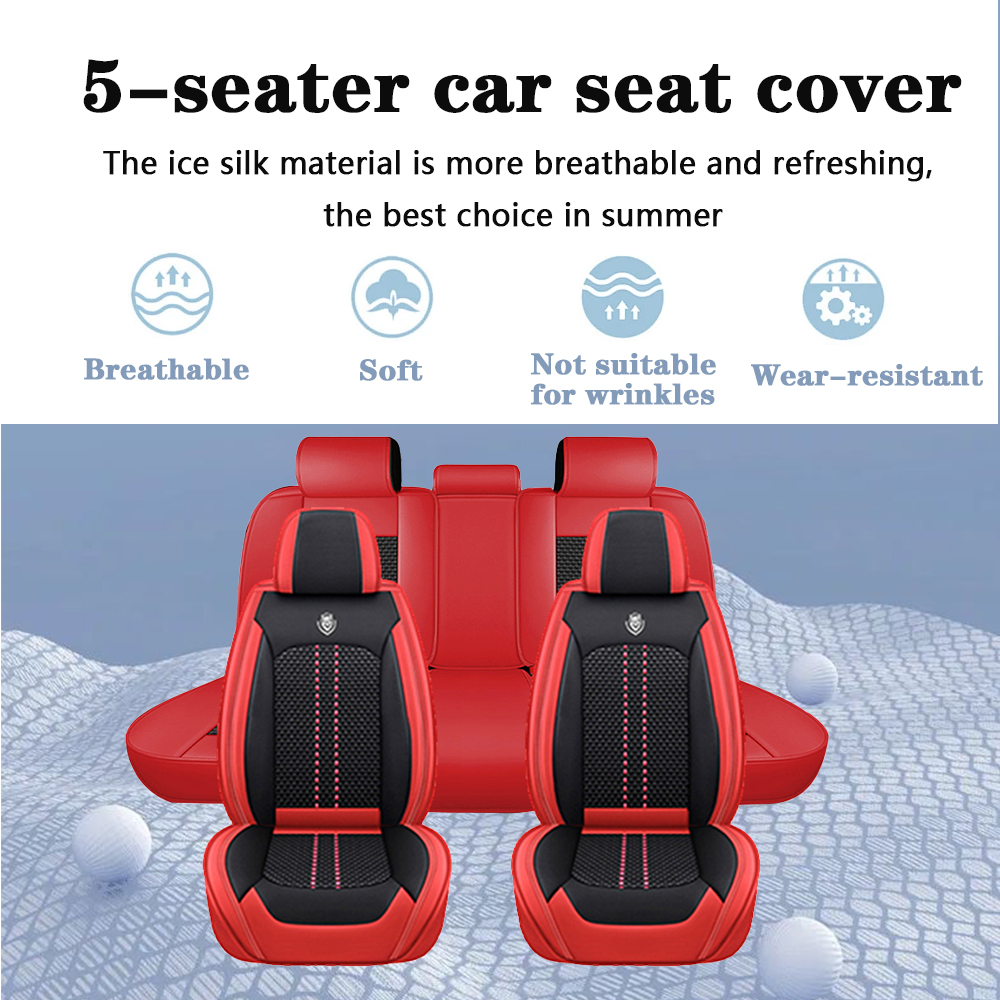 5-seater car seat cover
The ice silk material is more breathable and refreshing,
the best choice in summer
Breathable
Soft
Not suitable
for wrinkles
Wear-resistant